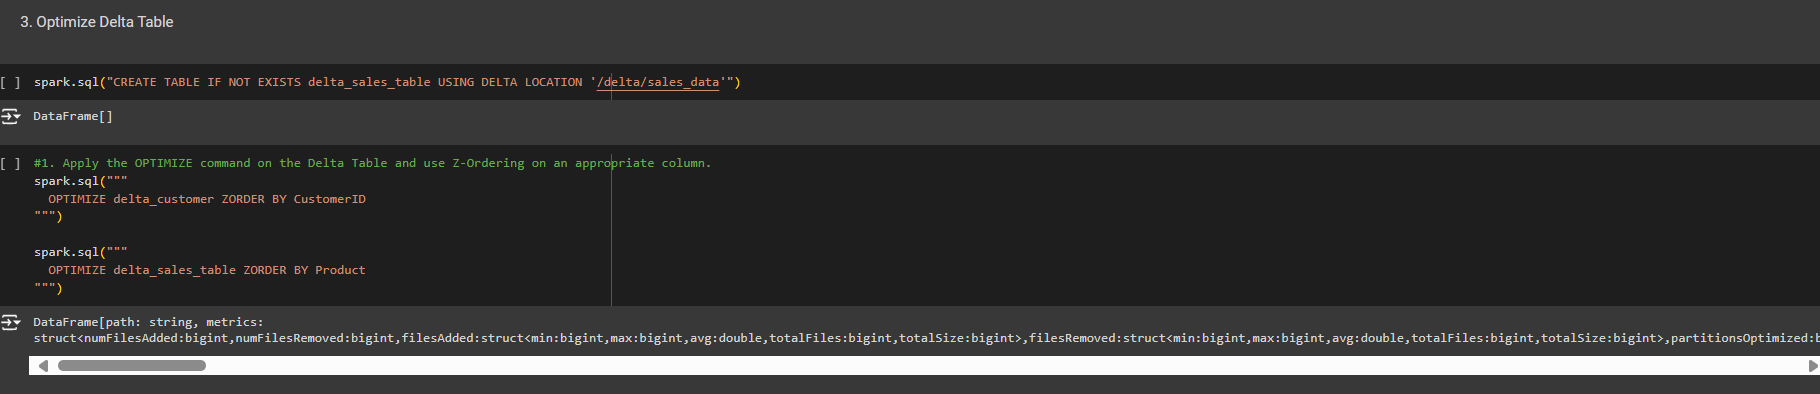 3. Optimize Delta Table
[ ] spark.sql("CREATE TABLE IF NOT EXISTS delta_sales_table USING DELTA LOCATION '/delta/sales_data'")
DataFrame[]
[ ] #1. Apply the OPTIMIZE command on the Delta Table and use Z-Ordering on an appropriate column.
spark.sql("""
  OPTIMIZE delta_customer ZORDER BY CustomerID
""")
spark.sql("""
  OPTIMIZE delta_sales_table ZORDER BY Product
""")
DataFrame[path: string, metrics:
struct<numFilesAdded:bigint,numFilesRemoved:bigint,filesAdded:struct<min:bigint,max:bigint,avg:double,totalFiles:bigint,totalSize:bigint>,filesRemoved:struct<min:bigint,max:bigint,avg:double,totalFiles:bigint,totalSize:bigint>,partitionsOptimized:b